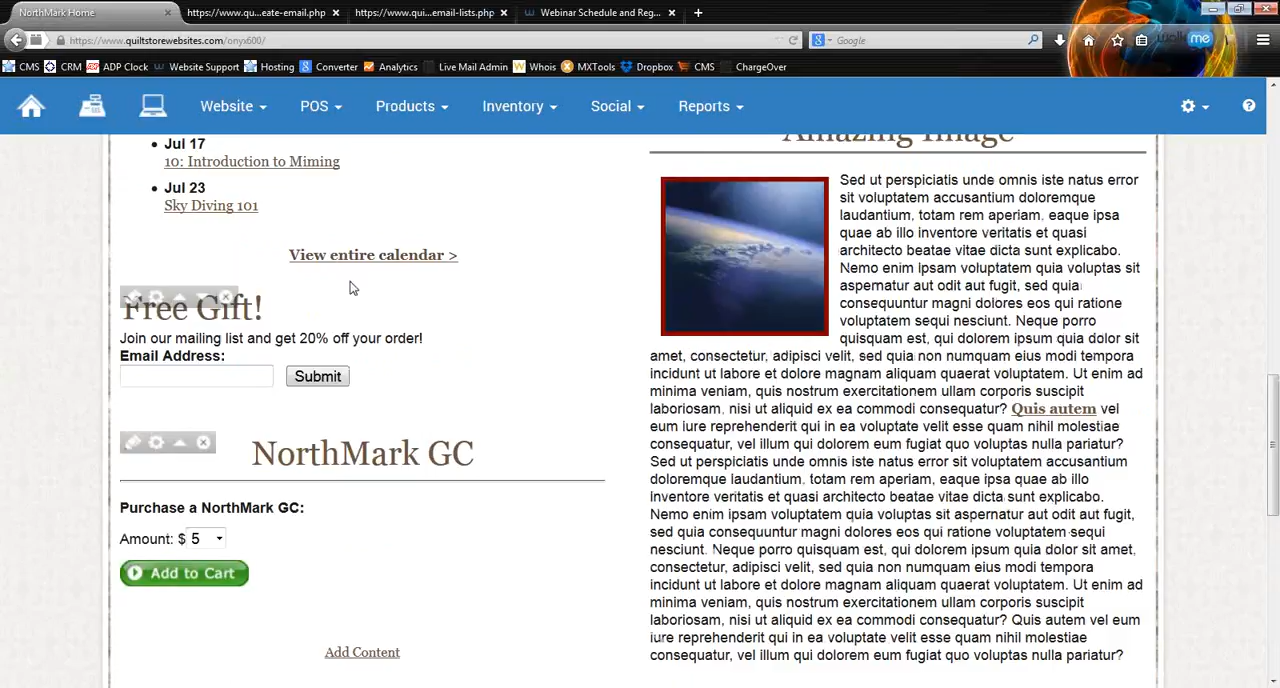 NorthMark Home
https://www.qu...eate-email.php
https://www.qui...email-lists.php
Webinar Schedule and Reg...
https://www.quiltstorewebsites.com/onyx600/
Google
walkme
CMS CRM ADP Clock Website Support Hosting Converter Analytics Live Mail Admin Whois MXTools Dropbox CMS ChargeOver
Website POS Products Inventory Social Reports
Jul 17
10: Introduction to Miming
Jul 23
Sky Diving 101
View entire calendar >
Free Gift!
Join our mailing list and get 20% off your order!
Email Address:
Submit
NorthMark GC
Purchase a NorthMark GC:
Amount: $ 5
Add to Cart
Add Content
Amazing Image
Sed ut perspiciatis unde omnis iste natus error
sit voluptatem accusantium doloremque
laudantium, totam rem aperiam, eaque ipsa
quae ab illo inventore veritatis et quasi
architecto beatae vitae dicta sunt explicabo.
Nemo enim ipsam voluptatem quia voluptas sit
aspernatur aut odit aut fugit, sed quia
consequuntur magni dolores eos qui ratione
voluptatem sequi nesciunt. Neque porro
quisquam est, qui dolorem ipsum quia dolor sit
amet, consectetur, adipisci velit, sed quia non numquam eius modi tempora
incidunt ut labore et dolore magnam aliquam quaerat voluptatem. Ut enim ad
minima veniam, quis nostrum exercitationem ullam corporis suscipit
laboriosam, nisi ut aliquid ex ea commodi consequatur? Quis autem vel
eum iure reprehenderit qui in ea voluptate velit esse quam nihil molestiae
consequatur, vel illum qui dolorem eum fugiat quo voluptas nulla pariatur?
Sed ut perspiciatis unde omnis iste natus error sit voluptatem accusantium
doloremque laudantium, totam rem aperiam, eaque ipsa quae ab illo
inventore veritatis et quasi architecto beatae vitae dicta sunt explicabo.
Nemo enim ipsam voluptatem quia voluptas sit aspernatur aut odit aut fugit,
sed quia consequuntur magni dolores eos qui ratione voluptatem sequi
nesciunt. Neque porro quisquam est, qui dolorem ipsum quia dolor sit amet,
consectetur, adipisci velit, sed quia non numquam eius modi tempora
incidunt ut labore et dolore magnam aliquam quaerat voluptatem. Ut enim ad
minima veniam, quis nostrum exercitationem ullam corporis suscipit
laboriosam, nisi ut aliquid ex ea commodi consequatur? Quis autem vel eum
iure reprehenderit qui in ea voluptate velit esse quam nihil molestiae
consequatur, vel illum qui dolorem eum fugiat quo voluptas nulla pariatur?